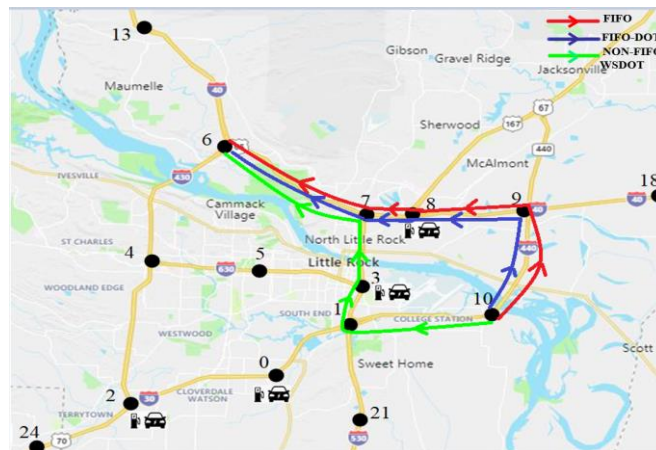 FIFO
FIFO-DOT
NON-FIFO
WSDOT
13
Gibson
Gravel Ridge
Jacksonville
40
Maumelle
67
167
Sherwood
440
6
McAlmont
430
IVESVILLE
18
Cammack
Village
7
8
9
40
40
North Little Rock
440
ST CHARLES
4
5
Little Rock
630
3
WOODLAND EDGE
10
SOUTH END
1
COLLEGE STATION
WESTWOOD
0
Sweet Home
Scott
CLOVERDALE
WATSON
2
30
TERRYTOWN
21
24
70
530